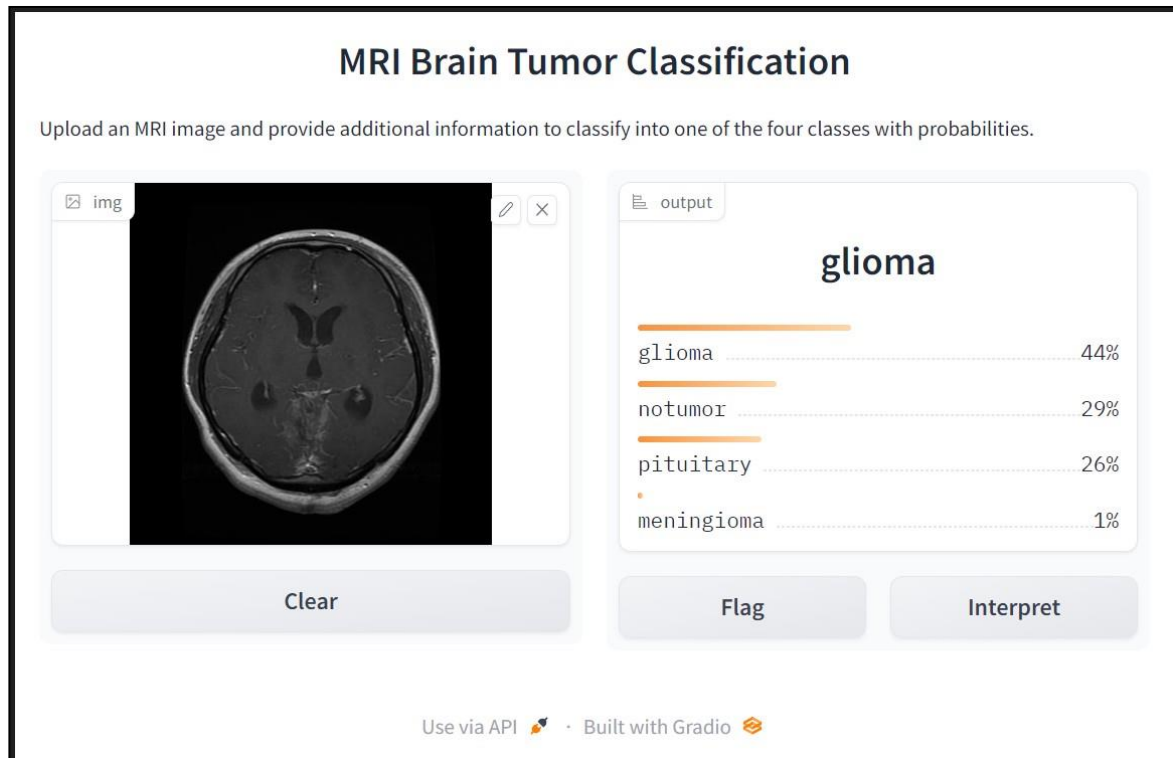 MRI Brain Tumor Classification
Upload an MRI image and provide additional information to classify into one of the four classes with probabilities.
img
Clear
output
glioma
glioma 44%
notumor 29%
pituitary 26%
meningioma 1%
Flag
Interpret
Use via API · Built with Gradio